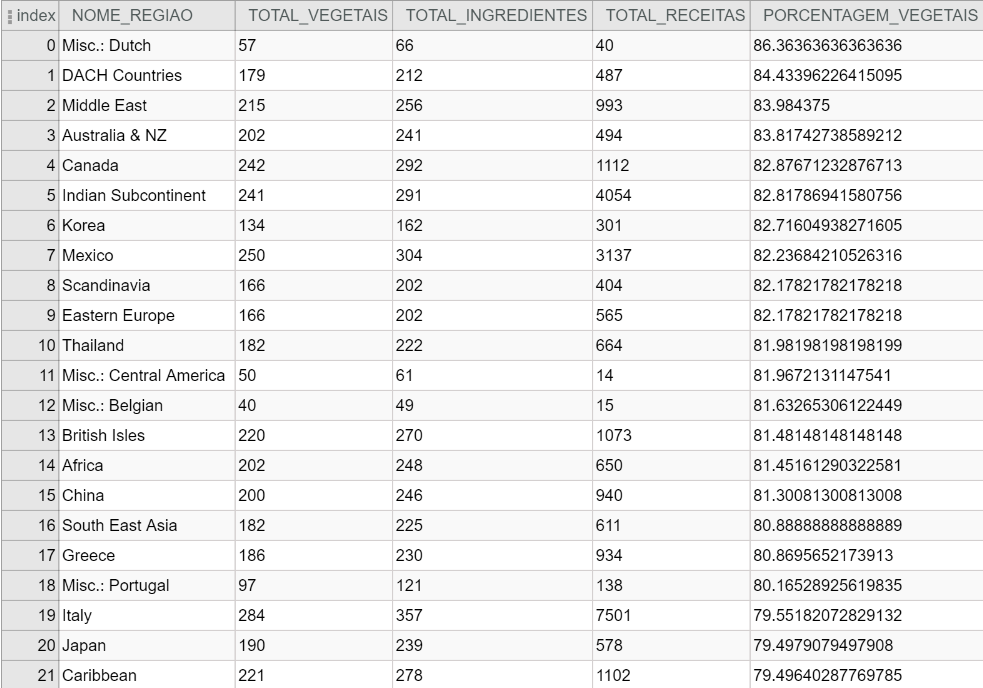 index NOME_REGIAO TOTAL_VEGETAIS TOTAL_INGREDIENTES TOTAL_RECEITAS PORCENTAGEM_VEGETAIS
0 Misc.: Dutch 57 66 40 86.36363636363636
1 DACH Countries 179 212 487 84.43396226415095
2 Middle East 215 256 993 83.984375
3 Australia & NZ 202 241 494 83.81742738589212
4 Canada 242 292 1112 82.87671232876713
5 Indian Subcontinent 241 291 4054 82.81786941580756
6 Korea 134 162 301 82.71604938271605
7 Mexico 250 304 3137 82.23684210526316
8 Scandinavia 166 202 404 82.17821782178218
9 Eastern Europe 166 202 565 82.17821782178218
10 Thailand 182 222 664 81.98198198198199
11 Misc.: Central America 50 61 14 81.9672131147541
12 Misc.: Belgian 40 49 15 81.63265306122449
13 British Isles 220 270 1073 81.48148148148148
14 Africa 202 248 650 81.45161290322581
15 China 200 246 940 81.30081300813008
16 South East Asia 182 225 611 80.88888888888889
17 Greece 186 230 934 80.8695652173913
18 Misc.: Portugal 97 121 138 80.16528925619835
19 Italy 284 357 7501 79.55182072829132
20 Japan 190 239 578 79.4979079497908
21 Caribbean 221 278 1102 79.49640287769785